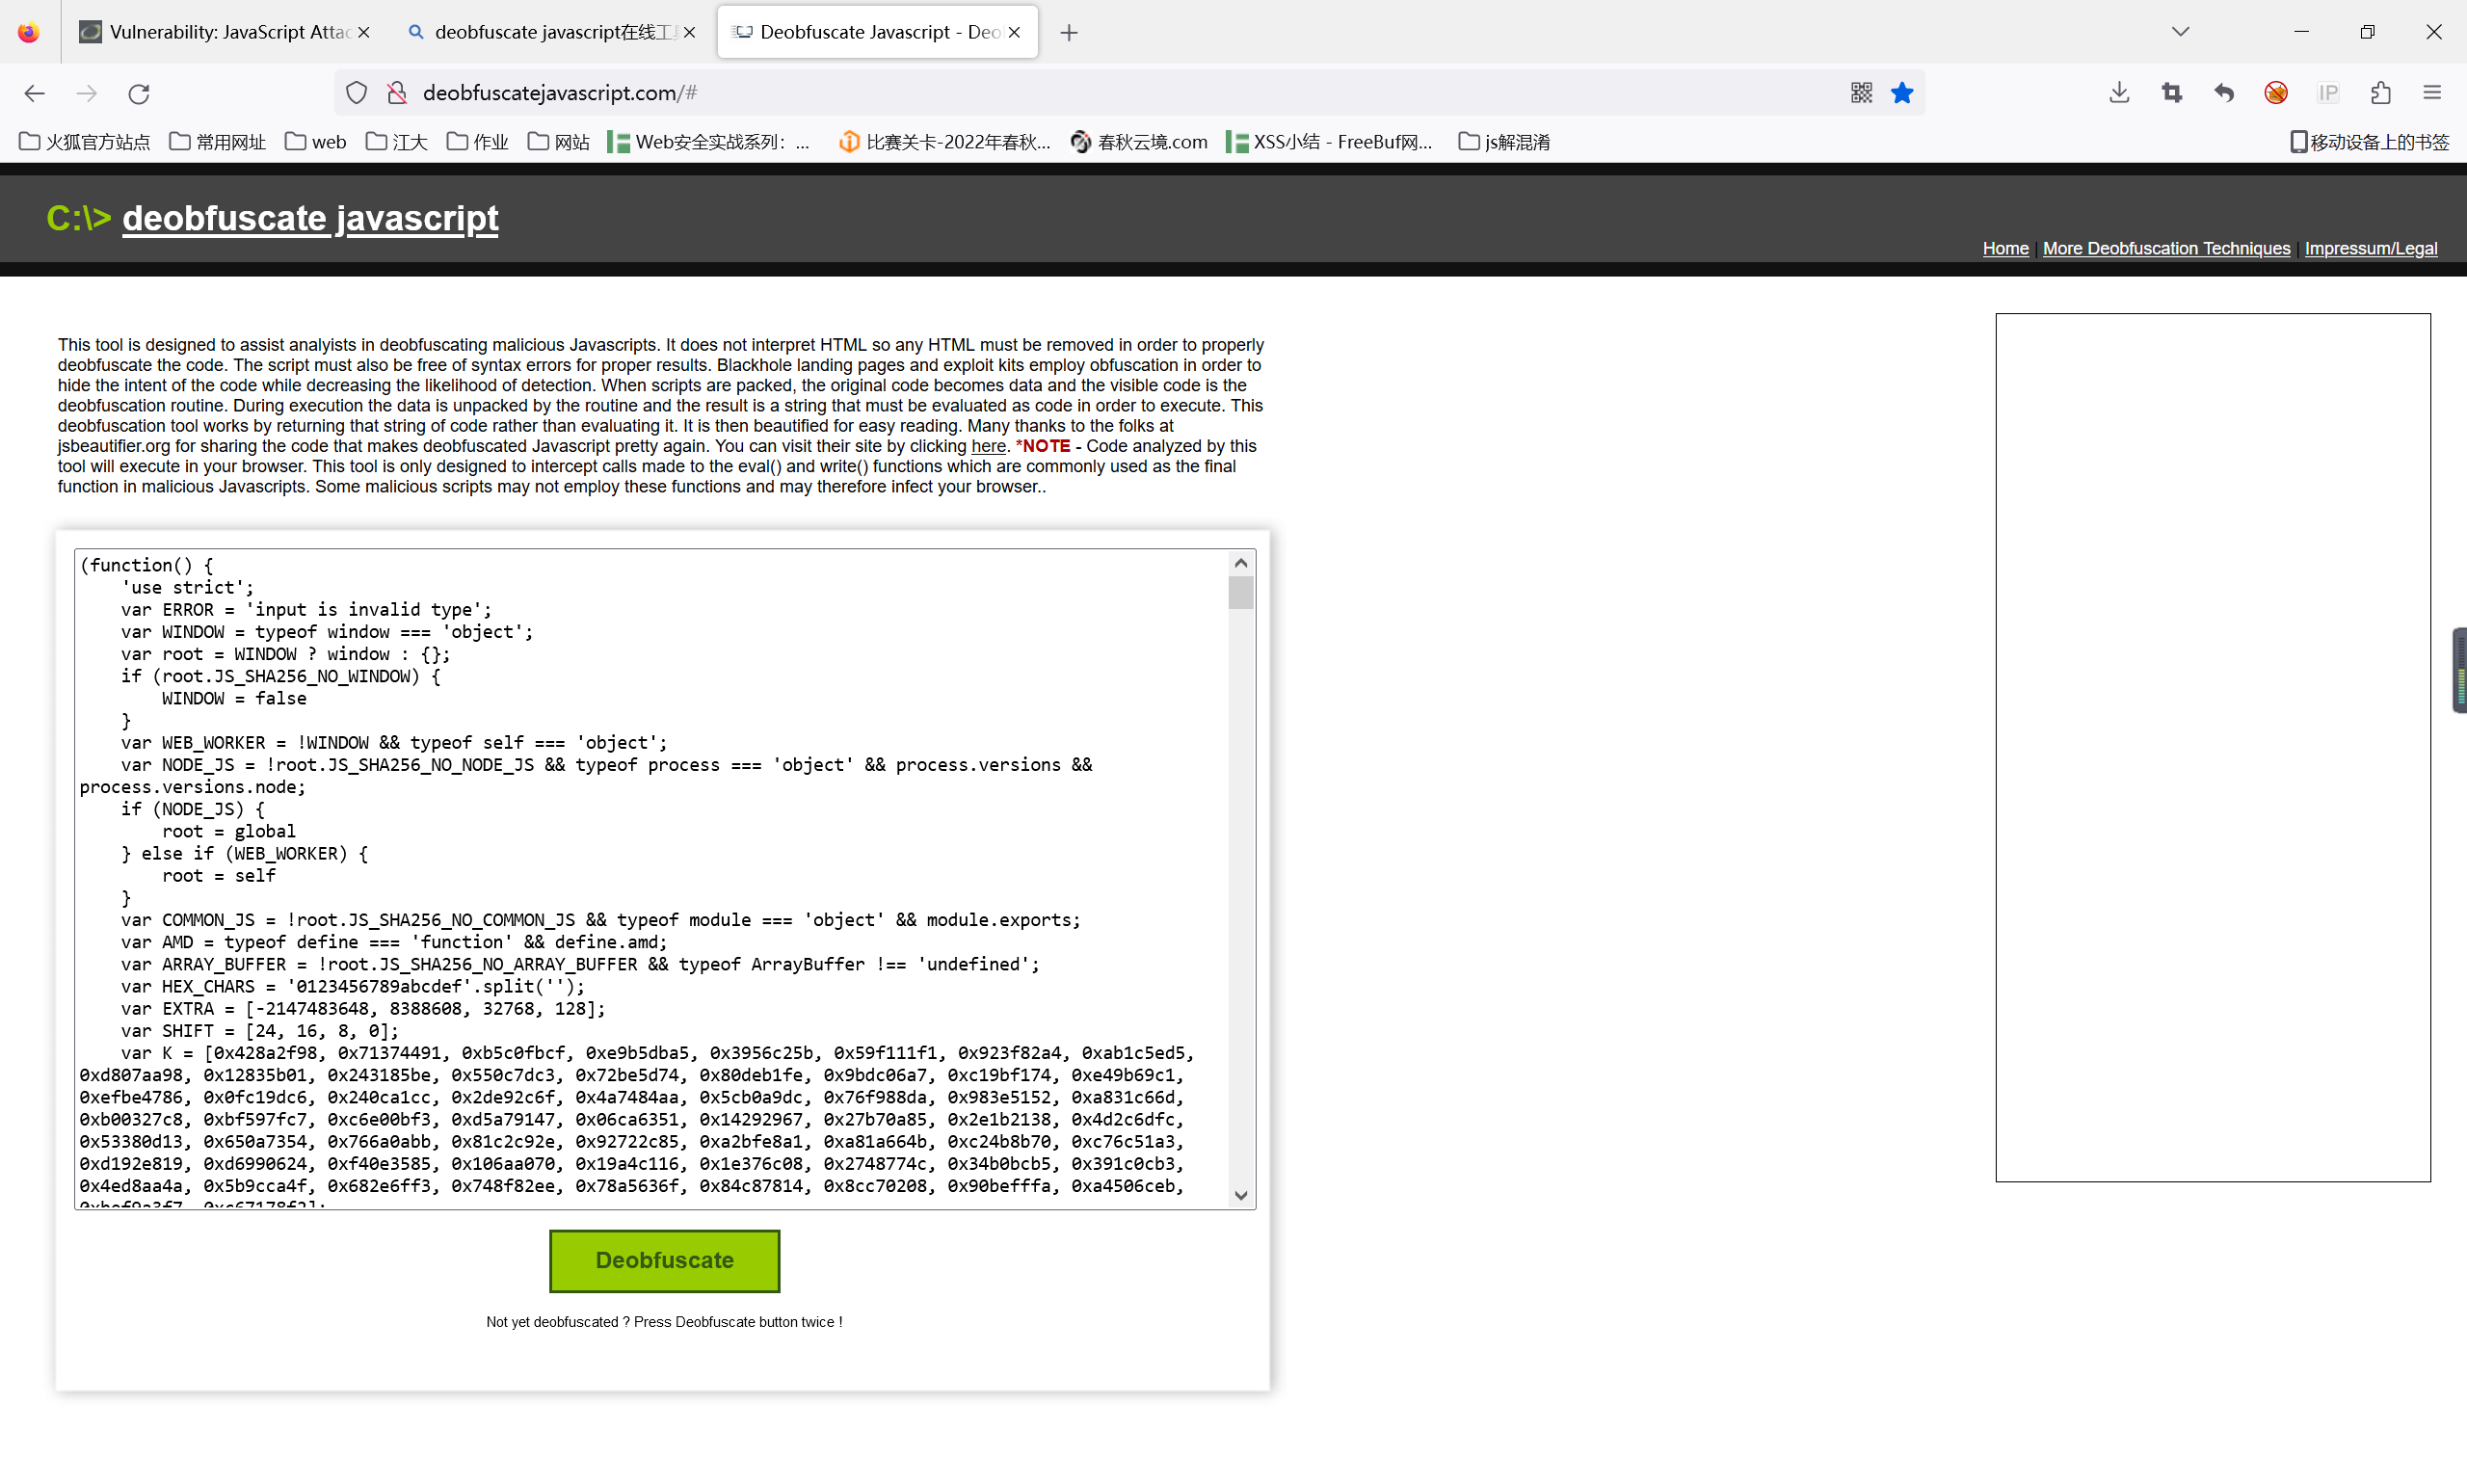 Vulnerability: JavaScript Attac
deobfuscate javascript在线工
Deobfuscate Javascript - Deo
deobfuscatejavascript.com/#
IP
火狐官方站点 常用网址 web 江大 作业 网站 Web安全实战系列：... 比赛关卡-2022年春秋... 春秋云境.com XSS小结 - FreeBuf网... js解混淆 移动设备上的书签
C:\> deobfuscate javascript
Home | More Deobfuscation Techniques | Impressum/Legal
This tool is designed to assist analyists in deobfuscating malicious Javascripts. It does not interpret HTML so any HTML must be removed in order to properly
deobfuscate the code. The script must also be free of syntax errors for proper results. Blackhole landing pages and exploit kits employ obfuscation in order to
hide the intent of the code while decreasing the likelihood of detection. When scripts are packed, the original code becomes data and the visible code is the
deobfuscation routine. During execution the data is unpacked by the routine and the result is a string that must be evaluated as code in order to execute. This
deobfuscation tool works by returning that string of code rather than evaluating it. It is then beautified for easy reading. Many thanks to the folks at
jsbeautifier.org for sharing the code that makes deobfuscated Javascript pretty again. You can visit their site by clicking here. *NOTE - Code analyzed by this
tool will execute in your browser. This tool is only designed to intercept calls made to the eval() and write() functions which are commonly used as the final
function in malicious Javascripts. Some malicious scripts may not employ these functions and may therefore infect your browser..
(function() {
    'use strict';
    var ERROR = 'input is invalid type';
    var WINDOW = typeof window === 'object';
    var root = WINDOW ? window : {};
    if (root.JS_SHA256_NO_WINDOW) {
        WINDOW = false
    }
    var WEB_WORKER = !WINDOW && typeof self === 'object';
    var NODE_JS = !root.JS_SHA256_NO_NODE_JS && typeof process === 'object' && process.versions &&
process.versions.node;
    if (NODE_JS) {
        root = global
    } else if (WEB_WORKER) {
        root = self
    }
    var COMMON_JS = !root.JS_SHA256_NO_COMMON_JS && typeof module === 'object' && module.exports;
    var AMD = typeof define === 'function' && define.amd;
    var ARRAY_BUFFER = !root.JS_SHA256_NO_ARRAY_BUFFER && typeof ArrayBuffer !== 'undefined';
    var HEX_CHARS = '0123456789abcdef'.split('');
    var EXTRA = [-2147483648, 8388608, 32768, 128];
    var SHIFT = [24, 16, 8, 0];
    var K = [0x428a2f98, 0x71374491, 0xb5c0fbcf, 0xe9b5dba5, 0x3956c25b, 0x59f111f1, 0x923f82a4, 0xab1c5ed5,
0xd807aa98, 0x12835b01, 0x243185be, 0x550c7dc3, 0x72be5d74, 0x80deb1fe, 0x9bdc06a7, 0xc19bf174, 0xe49b69c1,
0xefbe4786, 0x0fc19dc6, 0x240ca1cc, 0x2de92c6f, 0x4a7484aa, 0x5cb0a9dc, 0x76f988da, 0x983e5152, 0xa831c66d,
0xb00327c8, 0xbf597fc7, 0xc6e00bf3, 0xd5a79147, 0x06ca6351, 0x14292967, 0x27b70a85, 0x2e1b2138, 0x4d2c6dfc,
0x53380d13, 0x650a7354, 0x766a0abb, 0x81c2c92e, 0x92722c85, 0xa2bfe8a1, 0xa81a664b, 0xc24b8b70, 0xc76c51a3,
0xd192e819, 0xd6990624, 0xf40e3585, 0x106aa070, 0x19a4c116, 0x1e376c08, 0x2748774c, 0x34b0bcb5, 0x391c0cb3,
0x4ed8aa4a, 0x5b9cca4f, 0x682e6ff3, 0x748f82ee, 0x78a5636f, 0x84c87814, 0x8cc70208, 0x90befffa, 0xa4506ceb,
0xbef9a3f7, 0xc67178f2];
Deobfuscate
Not yet deobfuscated ? Press Deobfuscate button twice !